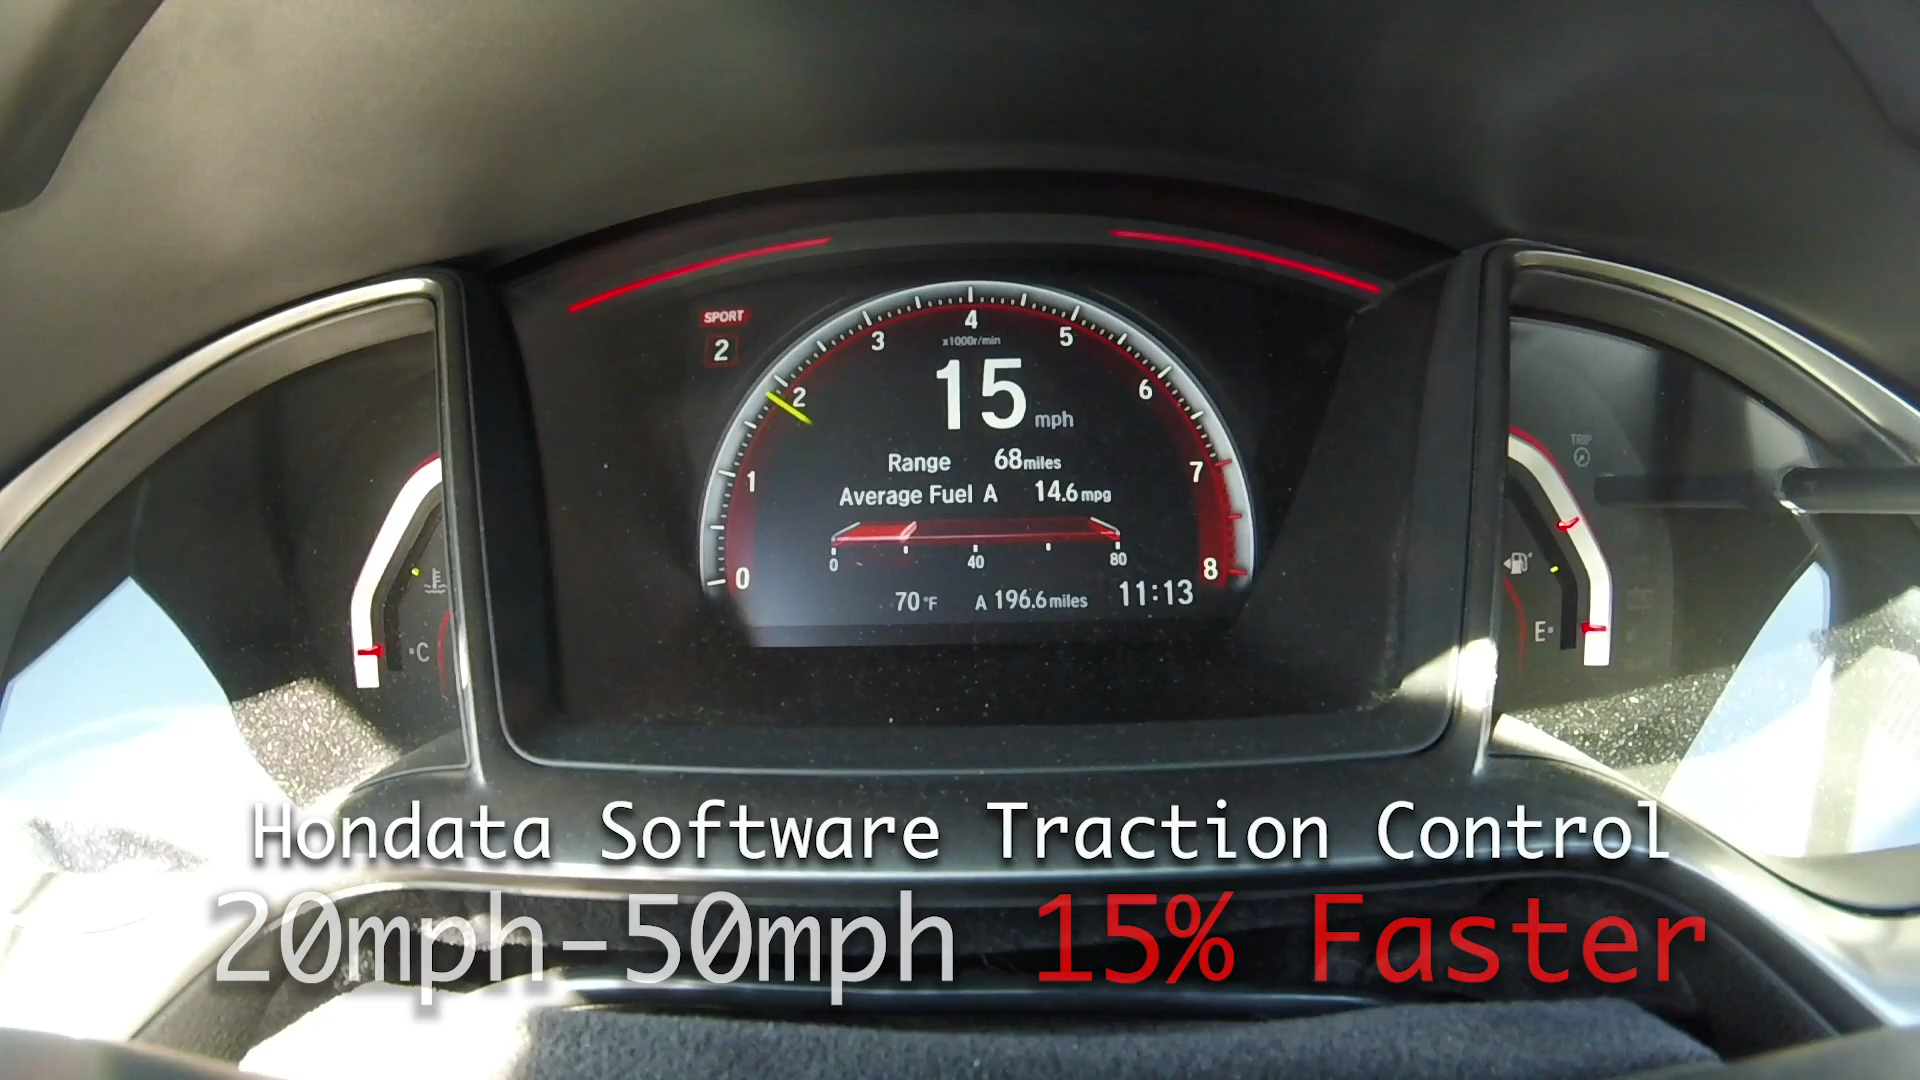 SPORT
2
0 1 2 3 4 5 6 7 8
x1000r/min
15 mph
Range 68miles
Average Fuel A 14.6mpg
0 40 80
70°F A 196.6miles 11:13
C
TRIP
E
Hondata Software Traction Control
20mph-50mph 15% Faster